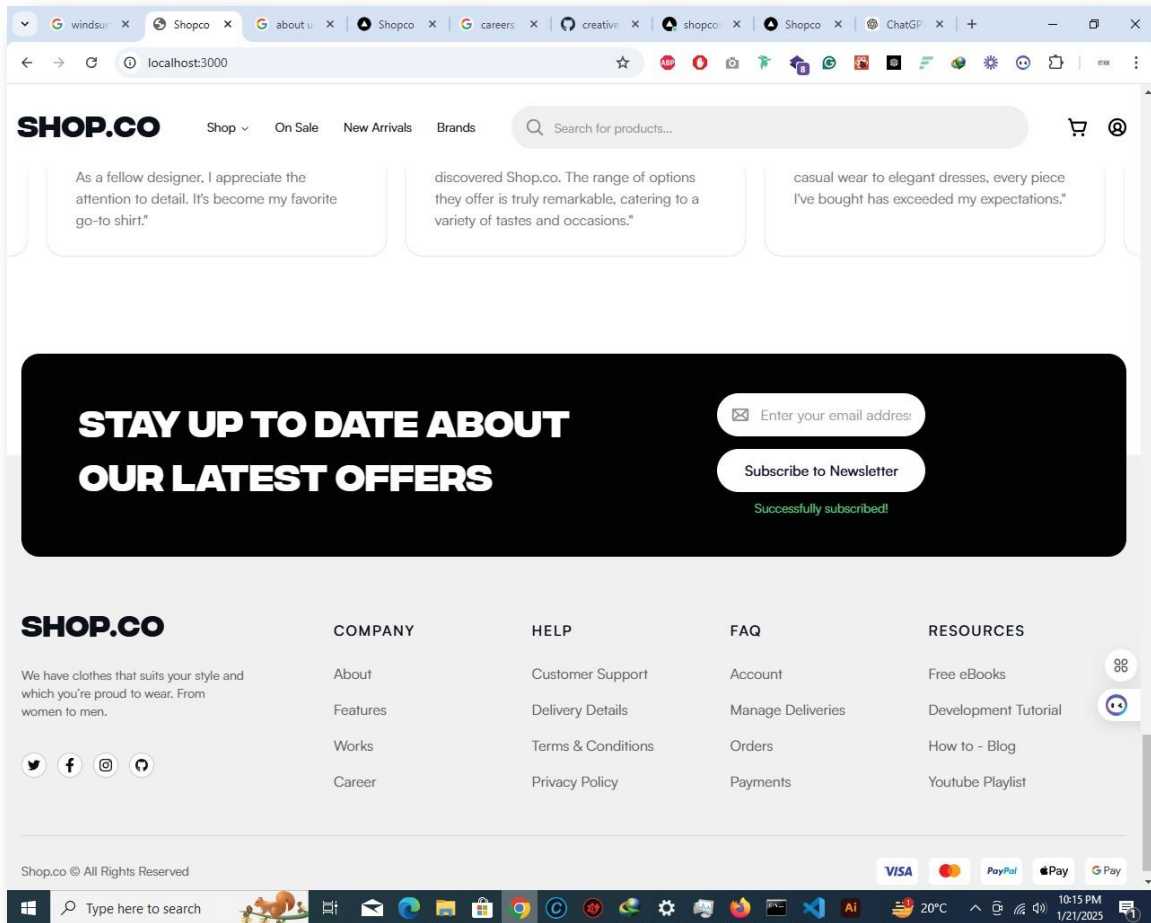 windsur
Shopco
about u
Shopco
careers
creative
shopco
Shopco
ChatGP
localhost:3000
ABP
8
SHOP.CO
Shop
On Sale
New Arrivals
Brands
Search for products...
As a fellow designer, I appreciate the
attention to detail. It's become my favorite
go-to shirt."
discovered Shop.co. The range of options
they offer is truly remarkable, catering to a
variety of tastes and occasions."
casual wear to elegant dresses, every piece
I've bought has exceeded my expectations."
STAY UP TO DATE ABOUT
OUR LATEST OFFERS
Enter your email addres
Subscribe to Newsletter
Successfully subscribed!
SHOP.CO
We have clothes that suits your style and
which you're proud to wear. From
women to men.
COMPANY
About
Features
Works
Career
HELP
Customer Support
Delivery Details
Terms & Conditions
Privacy Policy
FAQ
Account
Manage Deliveries
Orders
Payments
RESOURCES
Free eBooks
Development Tutorial
How to - Blog
Youtube Playlist
Shop.co © All Rights Reserved
VISA
PayPal
Pay
G Pay
Type here to search
Ai
20°C
10:15 PM
1/21/2025